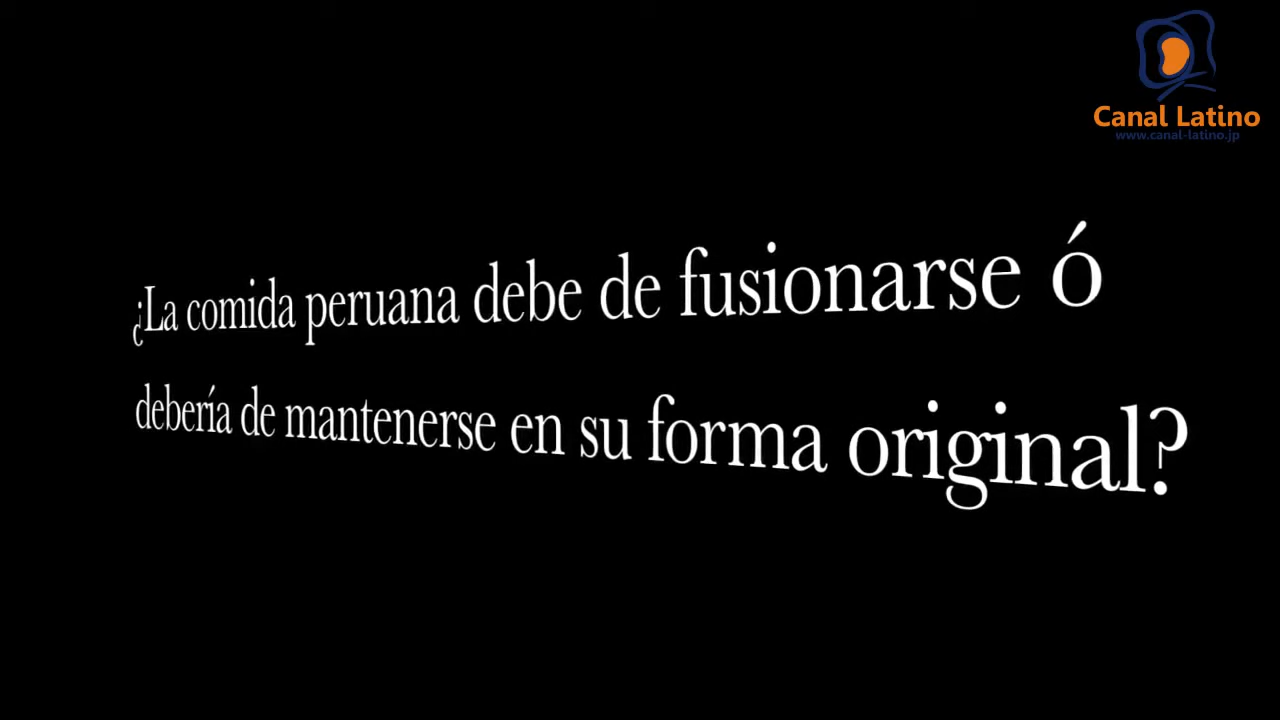 Canal Latino
www.canal-latino.jp
¿La comida peruana debe de fusionarse ó
debería de mantenerse en su forma original?